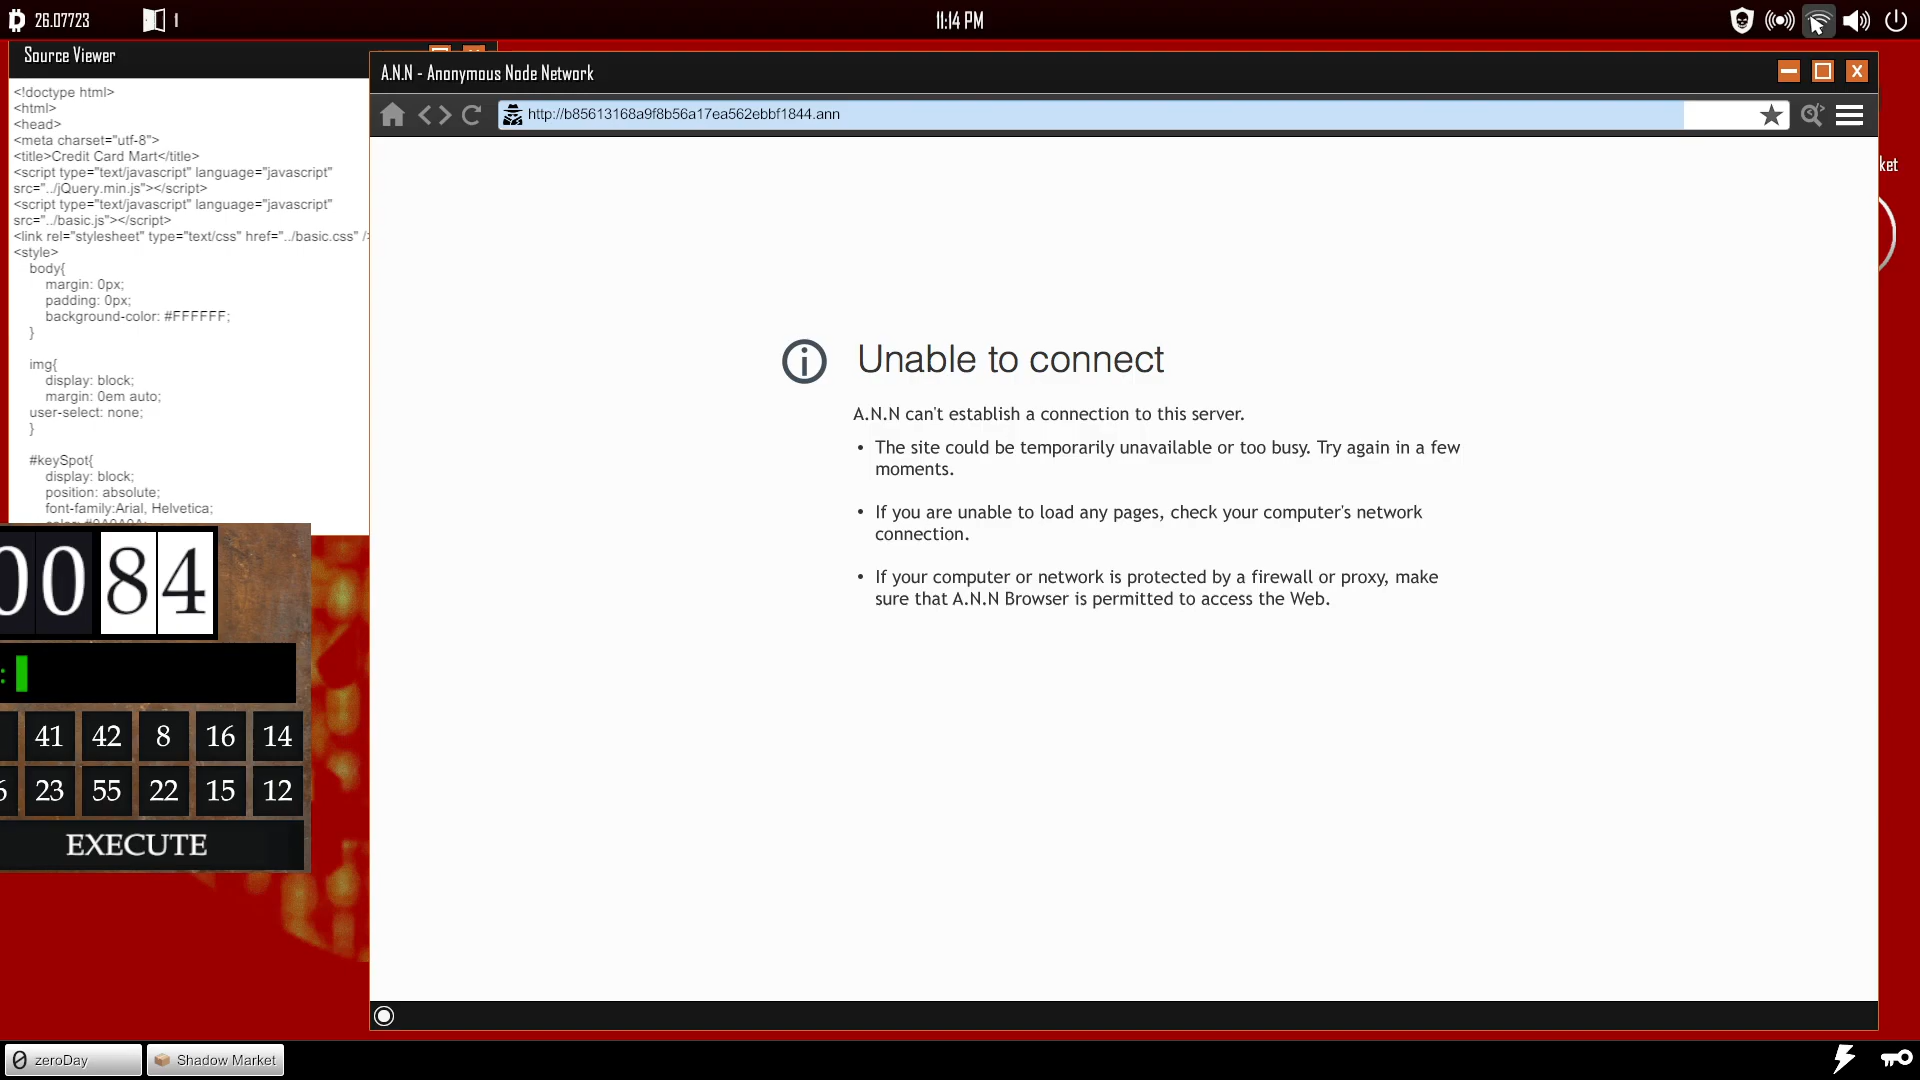 26.07723
1
11:14 PM
Source Viewer
<!doctype html>
<html>
<head>
<meta charset="utf-8">
<title>Credit Card Mart</title>
<script type="text/javascript" language="javascript"
src="../jQuery.min.js"></script>
<script type="text/javascript" language="javascript"
src="../basic.js"></script>
<link rel="stylesheet" type="text/css" href="../basic.css" />
<style>
body{
margin: 0px;
padding: 0px;
background-color: #FFFFFF;
}
img{
display: block;
margin: 0em auto;
user-select: none;
}
#keySpot{
display: block;
position: absolute;
font-family:Arial, Helvetica;
A.N.N - Anonymous Node Network
http://b85613168a9f8b56a17ea562ebbf1844.ann
Unable to connect
A.N.N can't establish a connection to this server.
• The site could be temporarily unavailable or too busy. Try again in a few
moments.
• If you are unable to load any pages, check your computer's network
connection.
• If your computer or network is protected by a firewall or proxy, make
sure that A.N.N Browser is permitted to access the Web.
ket
0084
:
41 42 8 16 14
6 23 55 22 15 12
EXECUTE
zeroDay
Shadow Market